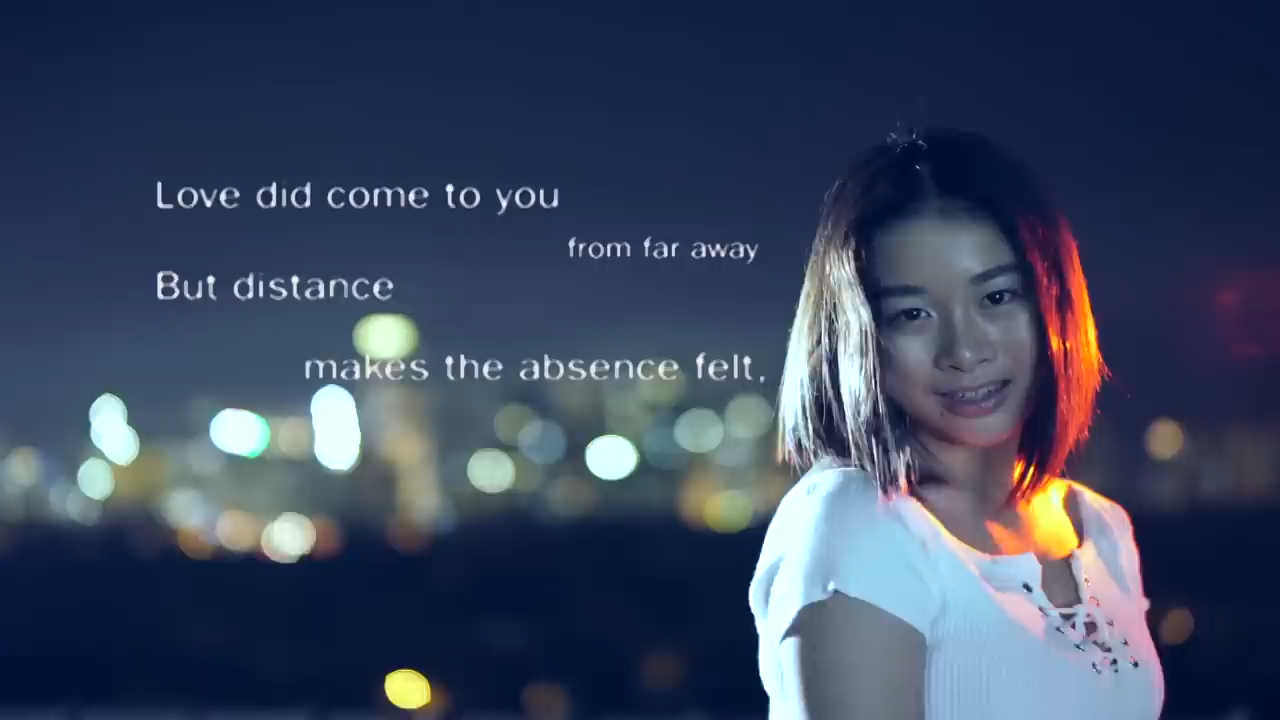 Love did come to you
from far away
But distance
makes the absence felt,